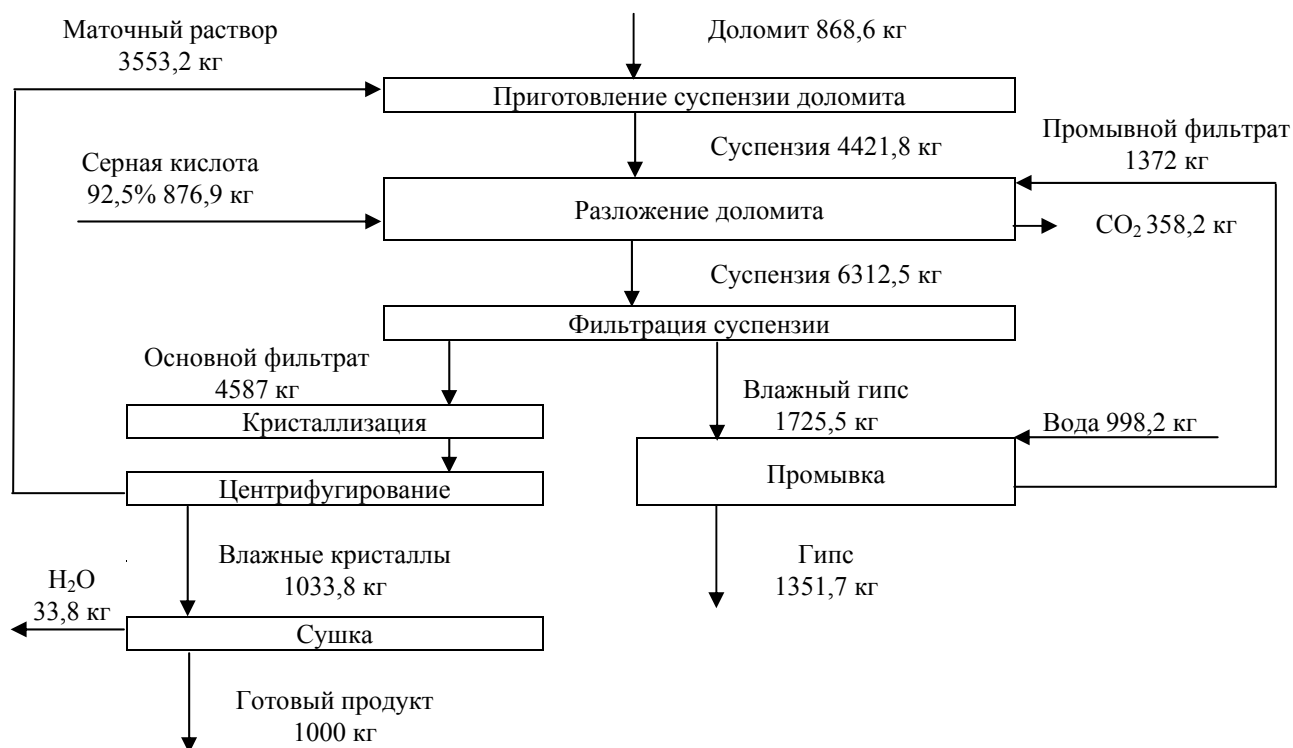 Маточный раствор
3553,2 кг
Доломит 868,6 кг
Приготовление суспензии доломита
Суспензия 4421,8 кг
Промывной фильтрат
1372 кг
Серная кислота
92,5% 876,9 кг
Разложение доломита
CO₂ 358,2 кг
Суспензия 6312,5 кг
Фильтрация суспензии
Основной фильтрат
4587 кг
Влажный гипс
1725,5 кг
Кристаллизация
Вода 998,2 кг
Промывка
Центрифугирование
Влажные кристаллы
1033,8 кг
Гипс
1351,7 кг
H₂O
33,8 кг
Сушка
Готовый продукт
1000 кг